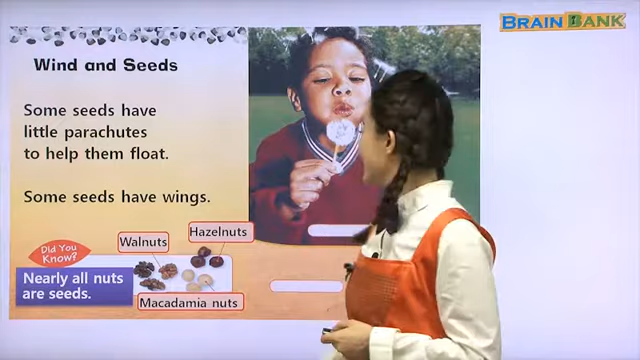 BRAIN BANK
Wind and Seeds
Some seeds have
little parachutes
to help them float.
Some seeds have wings.
Did You
Know?
Nearly all nuts
are seeds.
Walnuts
Hazelnuts
Macadamia nuts